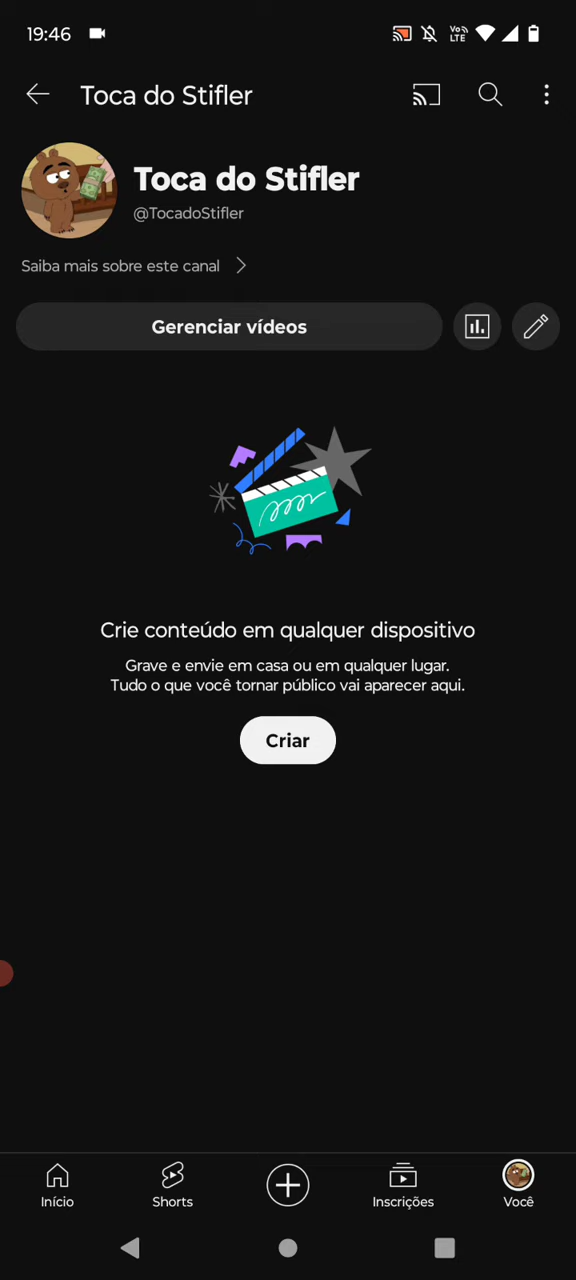 19:46
Vo LTE
Toca do Stifler
Toca do Stifler
@TocadoStifler
Saiba mais sobre este canal
Gerenciar vídeos
Crie conteúdo em qualquer dispositivo
Grave e envie em casa ou em qualquer lugar.
Tudo o que você tornar público vai aparecer aqui.
Criar
Início
Shorts
Inscrições
Você